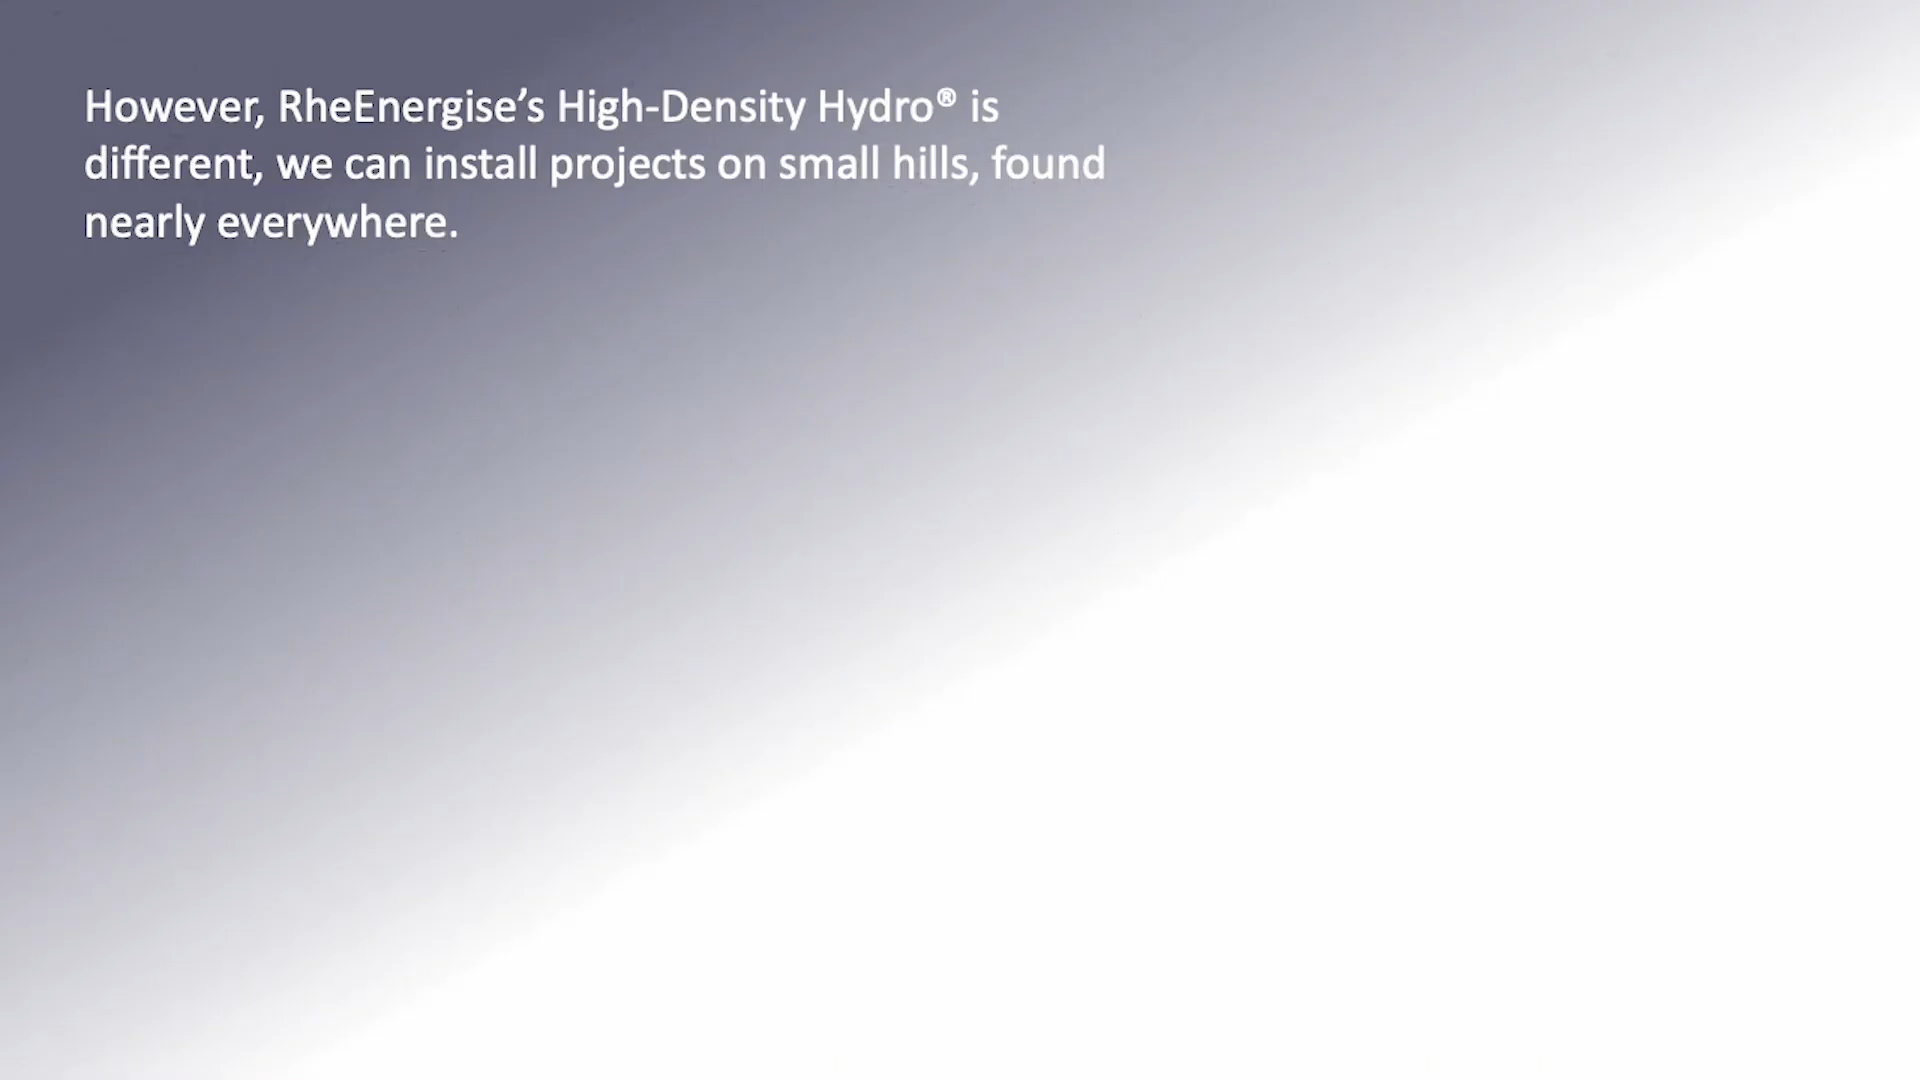 However, RheEnergise’s High-Density Hydro® is
different, we can install projects on small hills, found
nearly everywhere.